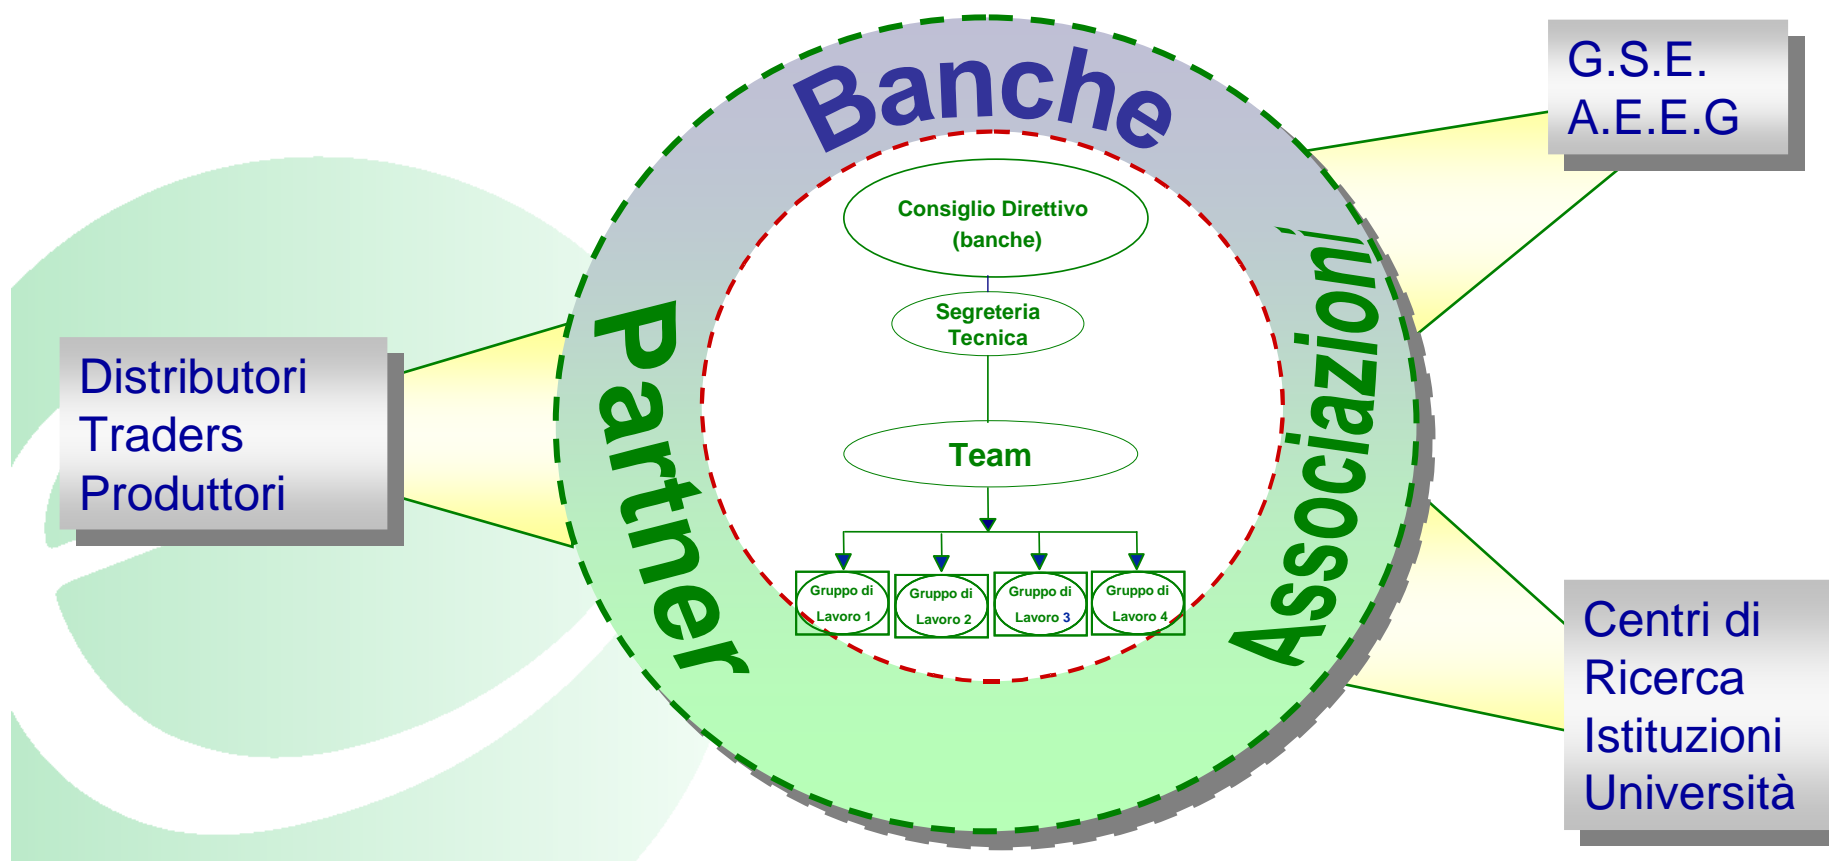 Banche
G.S.E.
A.E.E.G
Consiglio Direttivo
(banche)
Segreteria
Tecnica
Partner
Associazioni
Distributori
Traders
Produttori
Team
Gruppo di
Lavoro 1
Gruppo di
Lavoro 2
Gruppo di
Lavoro 3
Gruppo di
Lavoro 4
Centri di
Ricerca
Istituzioni
Università